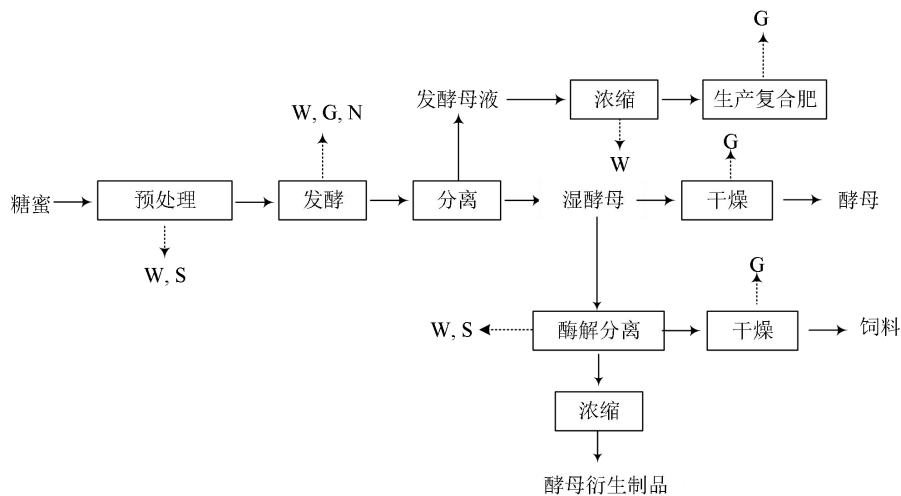 G
发酵母液
浓缩
生产复合肥
W, G, N
W
G
糖蜜
预处理
发酵
分离
湿酵母
干燥
酵母
W, S
G
W, S
酶解分离
干燥
饲料
浓缩
酵母衍生制品